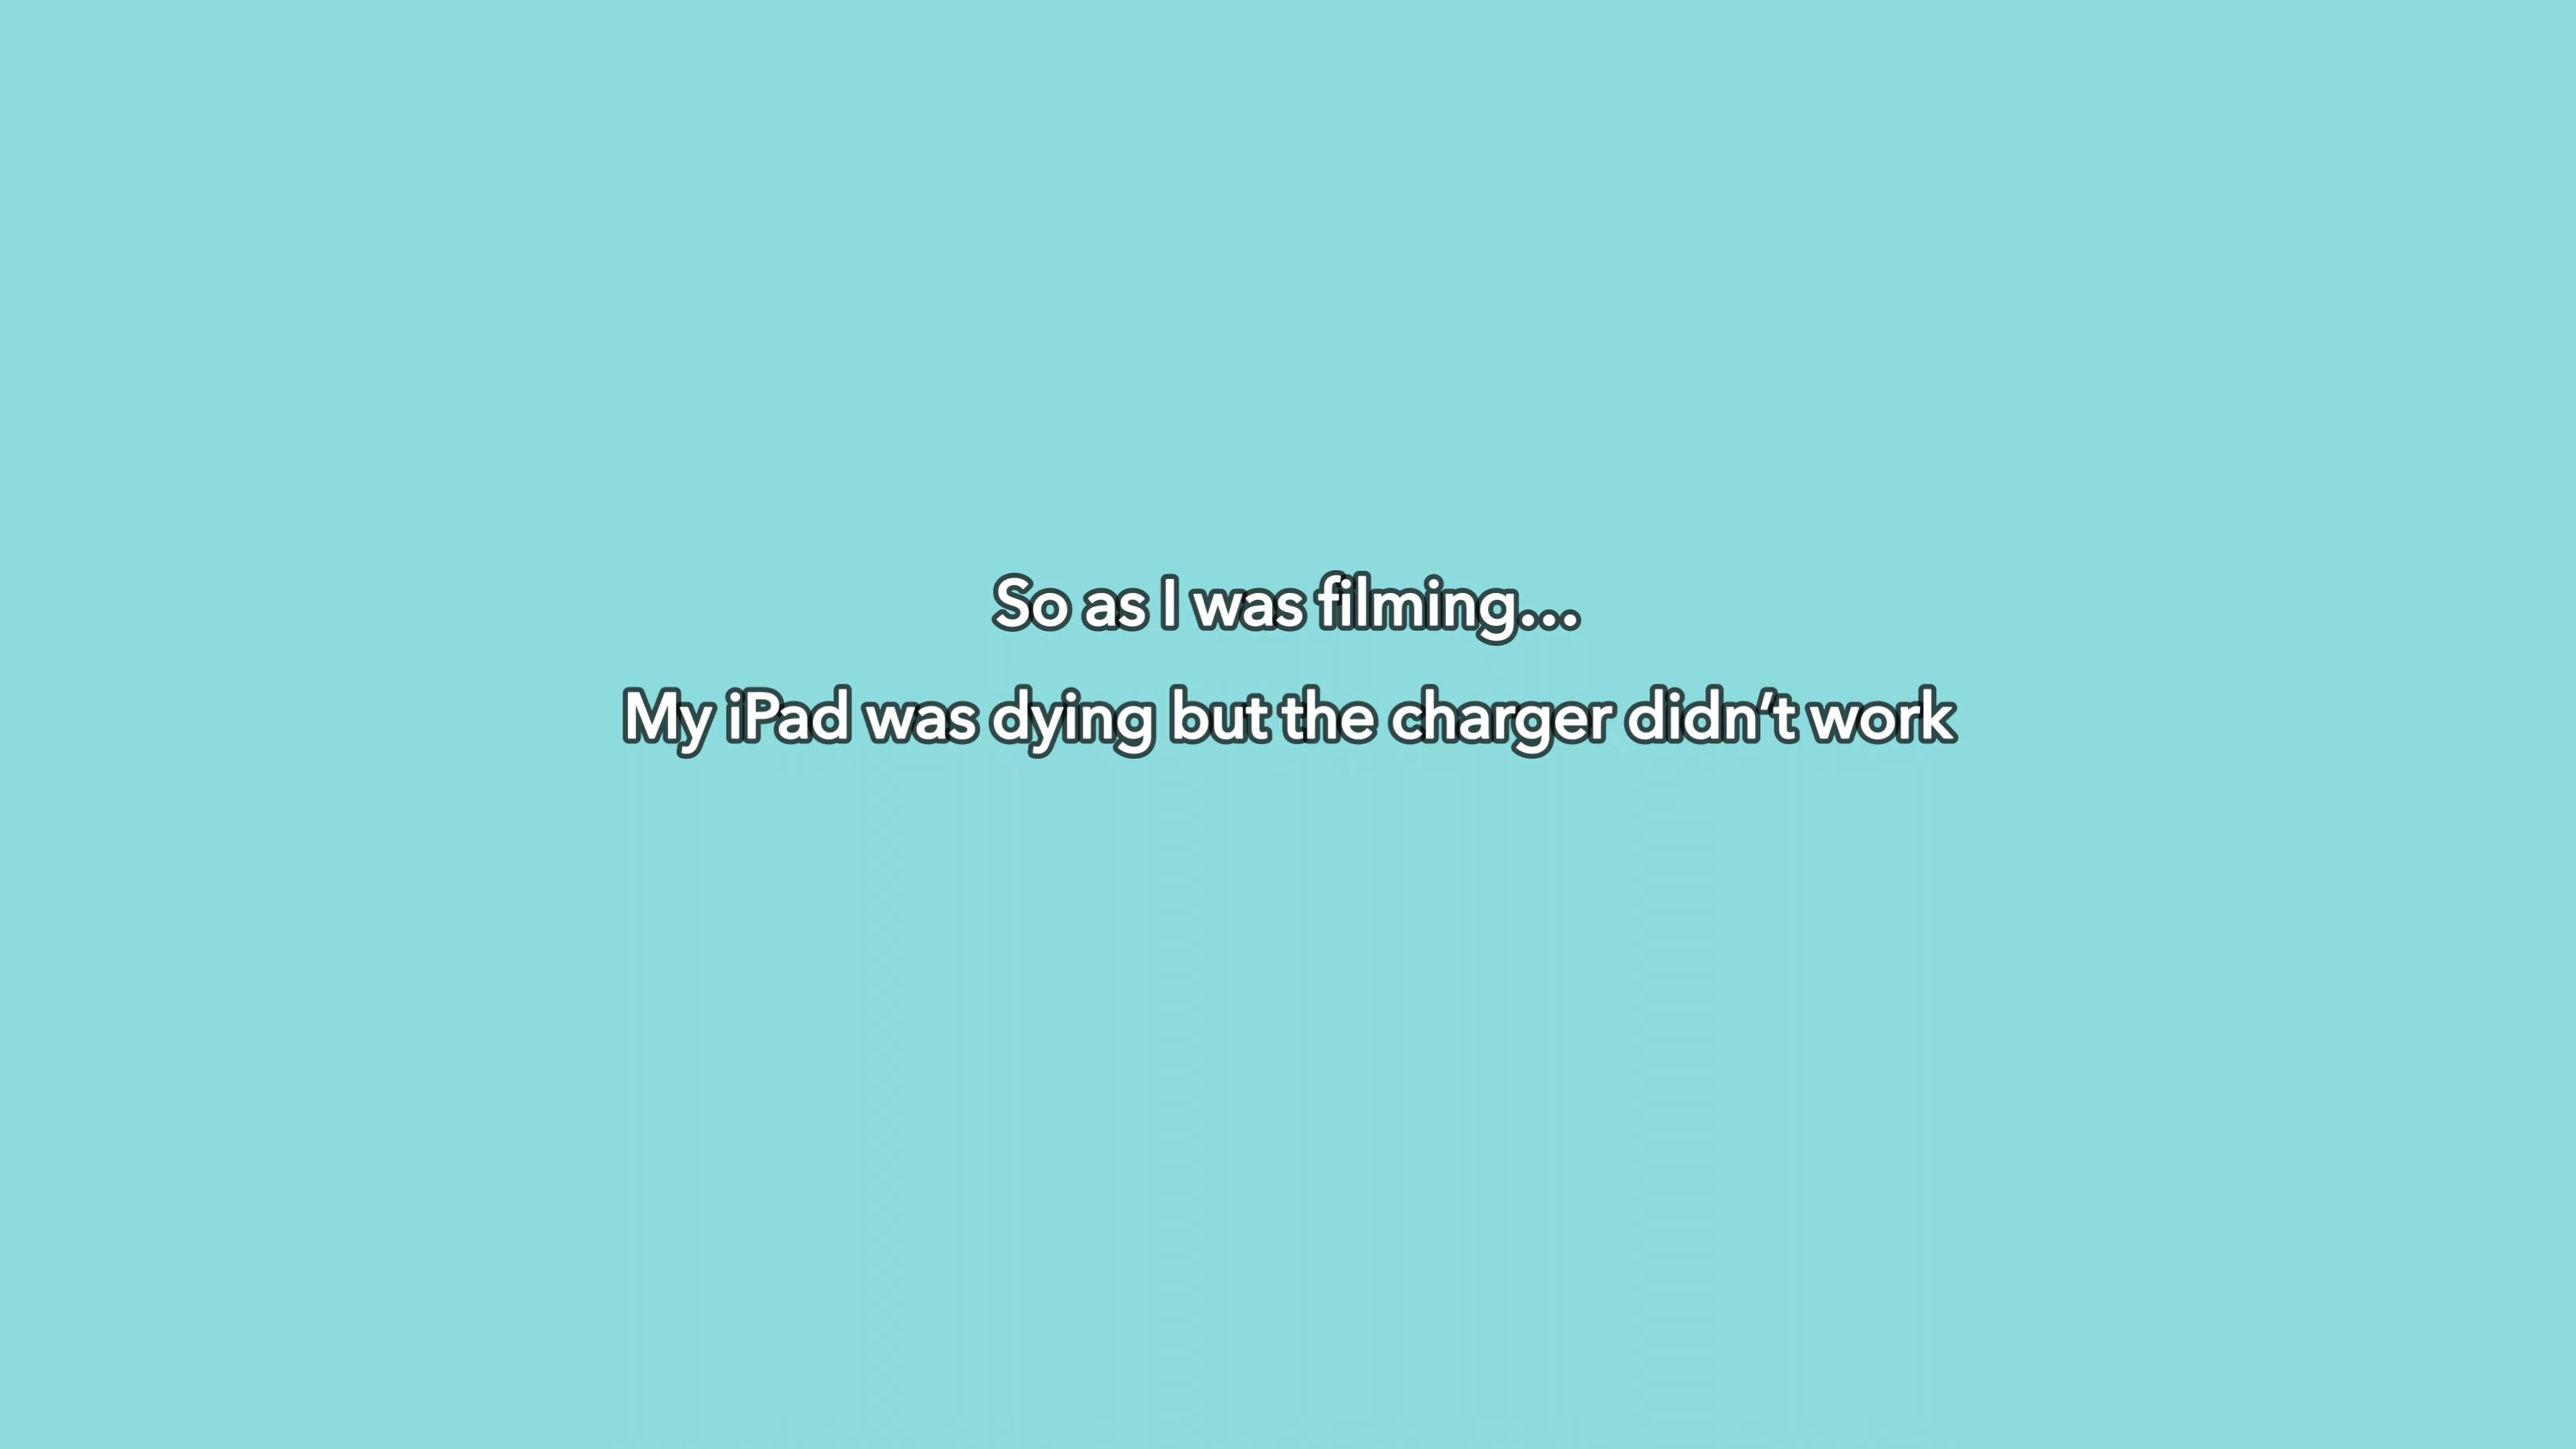 So as I was filming...
My iPad was dying but the charger didn’t work